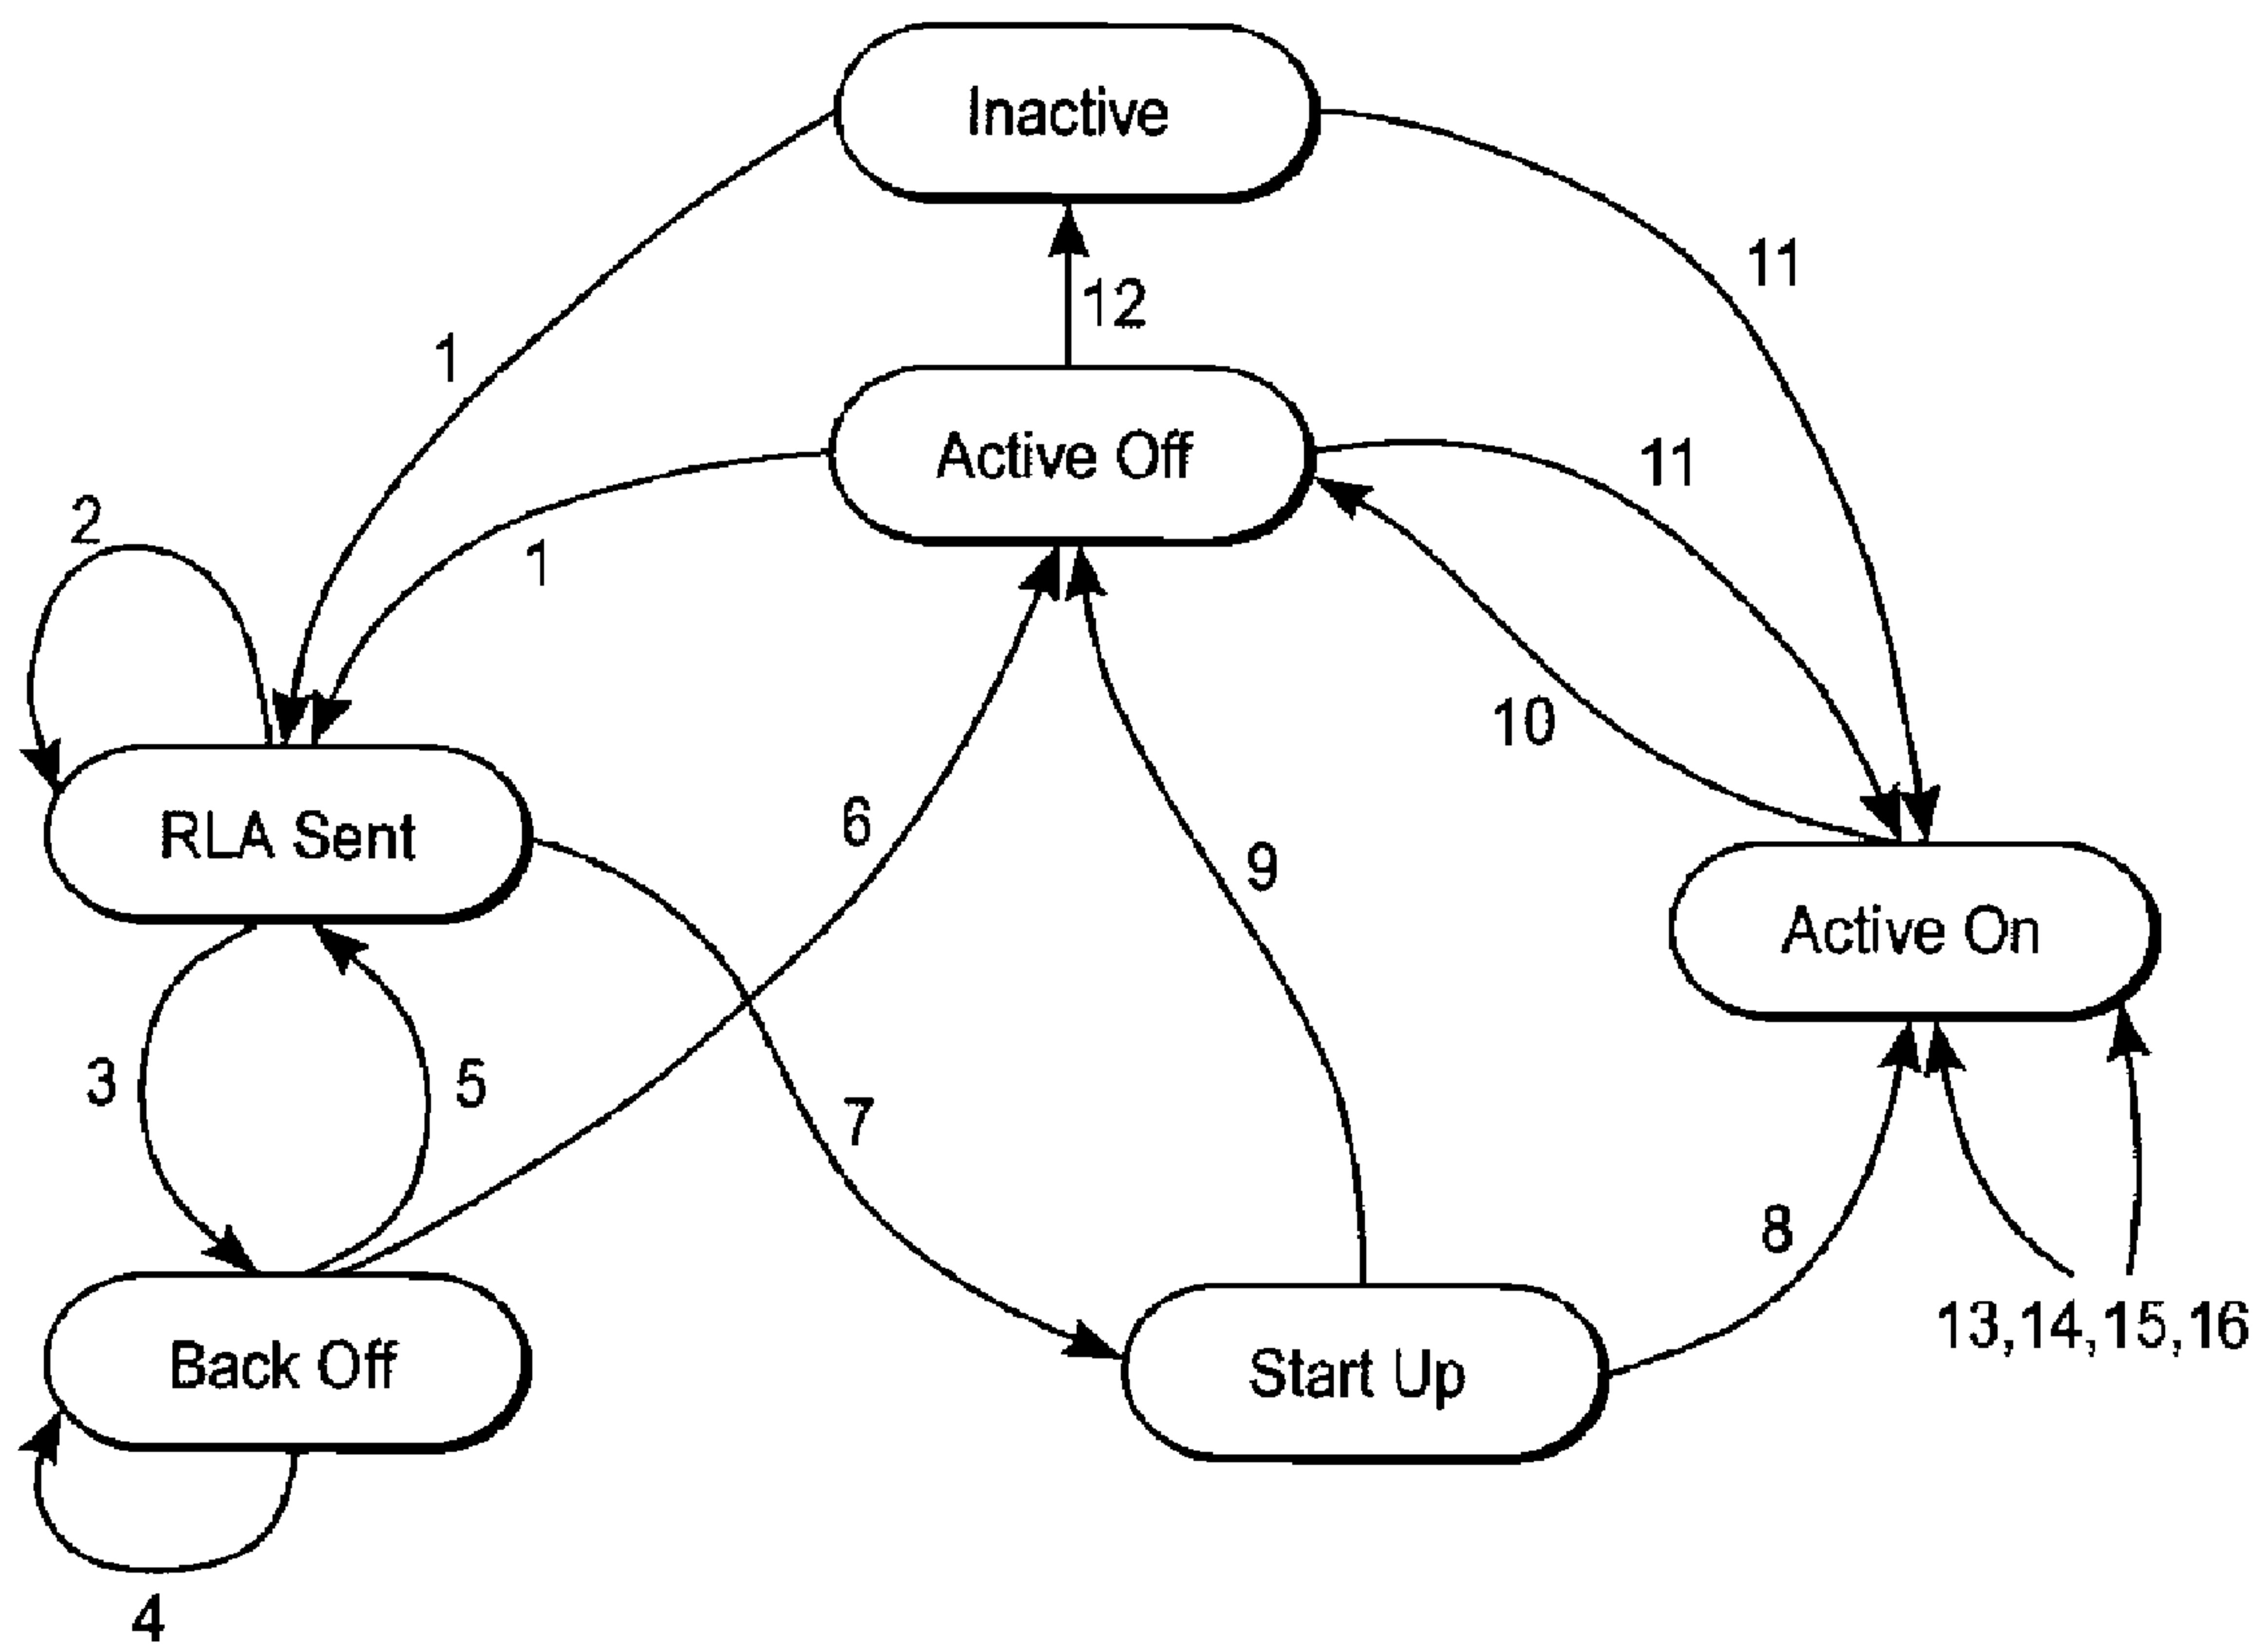 Inactive
11
12
1
Active Off
11
2
1
10
RLA Sent
6
9
Active On
3
5
7
8
13,14,15,16
Back Off
Start Up
4